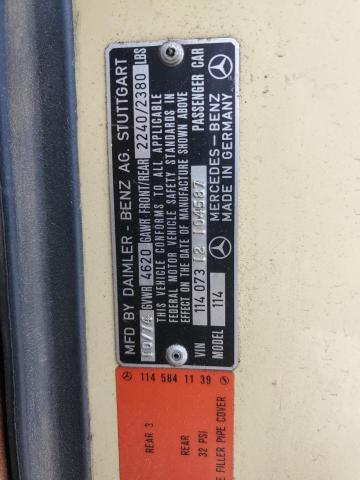 MFD BY DAIMLER-BENZ AG. STUTTGART
10/74 GVWR 4620 GAWR FRONT/REAR 2240/2380 LBS
THIS VEHICLE CONFORMS TO ALL APPLICABLE
FEDERAL MOTOR VEHICLE SAFETY STANDARDS IN
EFFECT ON THE DATE OF MANUFACTURE SHOWN ABOVE
VIN 114 073 12 104587 PASSENGER CAR
MODEL 114 MERCEDES-BENZ
MADE IN GERMANY
114 584 11 39
REAR 3
REAR
32 PSI
FILLER PIPE COVER